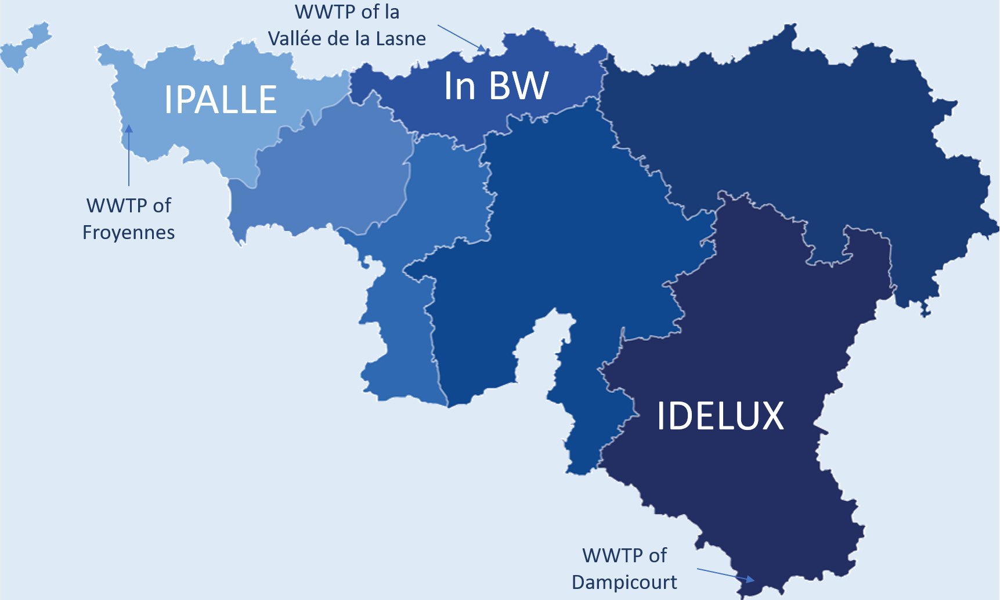 WWTP of la
Vallée de la Lasne
In BW
IPALLE
WWTP of
Froyennes
IDELUX
WWTP of
Dampicourt